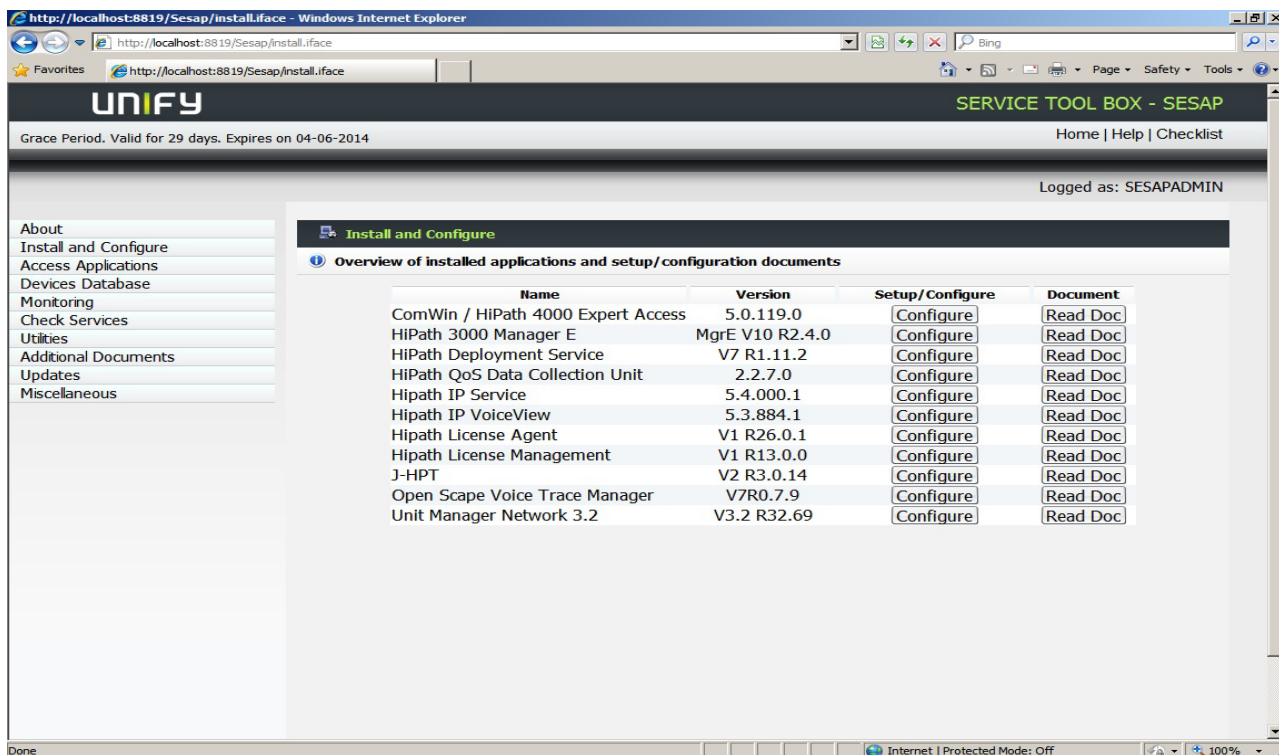 http://localhost:8819/Sesap/install.iface - Windows Internet Explorer
http://localhost:8819/Sesap/install.iface
Bing
Favorites
http://localhost:8819/Sesap/install.iface
Page Safety Tools
UNIFY
SERVICE TOOL BOX - SESAP
Grace Period. Valid for 29 days. Expires on 04-06-2014
Home | Help | Checklist
Logged as: SESAPADMIN
About
Install and Configure
Access Applications
Devices Database
Monitoring
Check Services
Utilities
Additional Documents
Updates
Miscellaneous
Install and Configure
Overview of installed applications and setup/configuration documents
Name Version Setup/Configure Document
ComWin / HiPath 4000 Expert Access 5.0.119.0 Configure Read Doc
HiPath 3000 Manager E MgrE V10 R2.4.0 Configure Read Doc
HiPath Deployment Service V7 R1.11.2 Configure Read Doc
HiPath QoS Data Collection Unit 2.2.7.0 Configure Read Doc
Hipath IP Service 5.4.000.1 Configure Read Doc
Hipath IP VoiceView 5.3.884.1 Configure Read Doc
Hipath License Agent V1 R26.0.1 Configure Read Doc
Hipath License Management V1 R13.0.0 Configure Read Doc
J-HPT V2 R3.0.14 Configure Read Doc
Open Scape Voice Trace Manager V7R0.7.9 Configure Read Doc
Unit Manager Network 3.2 V3.2 R32.69 Configure Read Doc
Done
Internet | Protected Mode: Off
100%